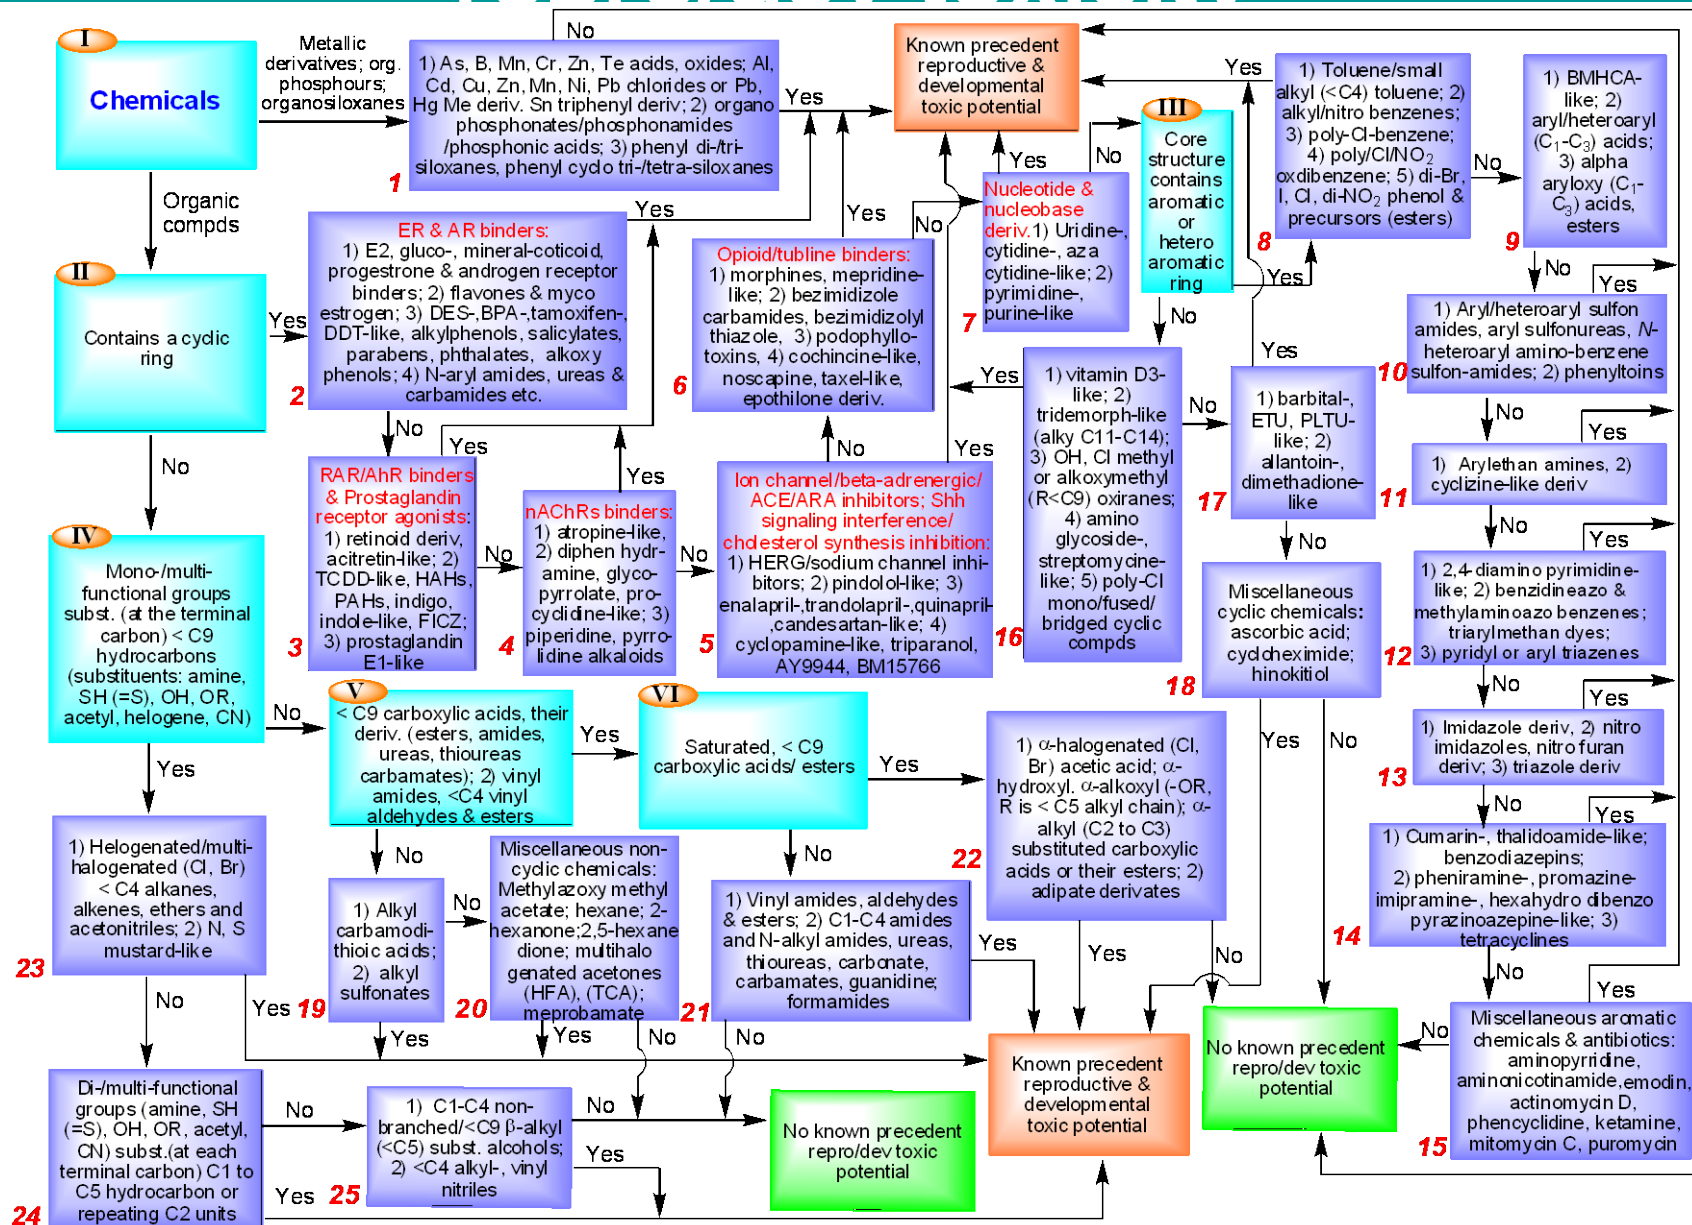 I
Chemicals
Metallic
derivatives; org.
phosphours;
organosiloxanes
No
1) As, B, Mn, Cr, Zn, Te acids, oxides; Al,
Cd, Cu, Zn, Mn, Ni, Pb chlorides or Pb,
Hg Me deriv. Sn triphenyl deriv; 2) organo
phosphonates/phosphonamides
/phosphonic acids; 3) phenyl di-/tri-
siloxanes, phenyl cyclo tri-/tetra-siloxanes
1
Yes
Known precedent
reproductive &
developmental
toxic potential
Organic
compds
II
Contains a cyclic
ring
Yes
No
ER & AR binders:
1) E2, gluco-, mineral-coticoid,
progestrone & androgen receptor
binders; 2) flavones & myco
estrogen; 3) DES-,BPA-,tamoxifen-,
DDT-like, alkylphenols, salicylates,
parabens, phthalates, alkoxy
phenols; 4) N-aryl amides, ureas &
carbamides etc.
2
Yes
No
RAR/AhR binders
& Prostaglandin
receptor agonists:
1) retinoid deriv,
acitretin-like; 2)
TCDD-like, HAHs,
PAHs, indigo,
indole-like, FICZ;
3) prostaglandin
E1-like
3
Yes
No
nAChRs binders:
1) atropine-like,
2) diphen hydr-
amine, glyco-
pyrrolate, pro-
cyclidine-like; 3)
piperidine, pyrro-
lidine alkaloids
4
Yes
No
Ion channel/beta-adrenergic/
ACE/ARA inhibitors; Shh
signaling interference/
cholesterol synthesis inhibition:
1) HERG/sodium channel inhi-
bitors; 2) pindolol-like; 3)
enalapril-,trandolapril-,quinapril-
,candesartan-like; 4)
cyclopamine-like, triparanol,
AY9944, BM15766
5
Yes
No
Opioid/tubline binders:
1) morphines, mepridine-
like; 2) bezimidizole
carbamides, bezimidizolyl
thiazole, 3) podophyllo-
toxins, 4) cochincine-like,
noscapine, taxel-like,
epothilone deriv.
6
Yes
No
Nucleotide &
nucleobase
deriv.1) Uridine-,
cytidine-, aza
cytidine-like; 2)
pyrimidine-,
purine-like
7
Yes
No
III
Core
structure
contains
aromatic
or
hetero
aromatic
ring
Yes
No
1) Toluene/small
alkyl (<C4) toluene; 2)
alkyl/nitro benzenes;
3) poly-Cl-benzene;
4) poly/Cl/NO2
oxdibenzene; 5) di-Br,
I, Cl, di-NO2 phenol &
precursors (esters)
8
Yes
No
1) BMHCA-
like; 2)
aryl/heteroaryl
(C1-C3) acids;
3) alpha
aryloxy (C1-
C3) acids,
esters
9
No
Yes
1) Aryl/heteroaryl sulfon
amides, aryl sulfonureas, N-
heteroaryl amino-benzene
sulfon-amides; 2) phenyltoins
10
No
Yes
1) Arylethan amines, 2)
cyclizine-like deriv
11
No
Yes
1) 2,4-diamino pyrimidine-
like; 2) benzidineazo &
methylaminoazo benzenes;
triarylmethan dyes;
3) pyridyl or aryl triazenes
12
No
Yes
1) Imidazole deriv, 2) nitro
imidazoles, nitro furan
deriv; 3) triazole deriv
13
No
Yes
1) Cumarin-, thalidoamide-like;
benzodiazepins;
2) pheniramine-, promazine-
imipramine-, hexahydro dibenzo
pyrazinoazepine-like; 3)
tetracyclines
14
No
Yes
Miscellaneous aromatic
chemicals & antibiotics:
aminopyridine,
aminonicotinamide, emodin,
actinomycin D,
phencyclidine, ketamine,
mitomycin C, puromycin
15
No
1) vitamin D3-
like; 2)
tridemorph-like
(alky C11-C14);
3) OH, Cl methyl
or alkoxymethyl
(R<C9) oxiranes;
4) amino
glycoside-,
streptomycine-
like; 5) poly-Cl
mono/fused/
bridged cyclic
compds
16
Yes
No
1) barbital-,
ETU, PLTU-
like; 2)
allantoin-,
dimethadione-
like
17
Yes
No
Miscellaneous
cyclic chemicals:
ascorbic acid;
cycloheximide;
hinokitiol
18
Yes
No
IV
Mono-/multi-
functional groups
subst. (at the terminal
carbon) < C9
hydrocarbons
(substituents: amine,
SH (=S), OH, OR,
acetyl, helogene, CN)
No
Yes
V
< C9 carboxylic acids, their
deriv. (esters, amides,
ureas, thioureas
carbamates); 2) vinyl
amides, <C4 vinyl
aldehydes & esters
Yes
No
VI
Saturated, < C9
carboxylic acids/ esters
Yes
No
1) α-halogenated (Cl,
Br) acetic acid; α-
hydroxyl. α-alkoxyl (-OR,
R is < C5 alkyl chain); α-
alkyl (C2 to C3)
substituted carboxylic
acids or their esters; 2)
adipate derivates
22
Yes
No
1) Helogenated/multi-
halogenated (Cl, Br)
< C4 alkanes,
alkenes, ethers and
acetonitriles; 2) N, S
mustard-like
23
No
Yes
1) Alkyl
carbamodi-
thioic acids;
2) alkyl
sulfonates
19
No
Yes
Miscellaneous non-
cyclic chemicals:
Methylazoxy methyl
acetate; hexane; 2-
hexanone;2,5-hexane
dione; multihalo
genated acetones
(HFA), (TCA);
meprobamate
20
Yes
No
1) Vinyl amides, aldehydes
& esters; 2) C1-C4 amides
and N-alkyl amides, ureas,
thioureas, carbonate,
carbamates, guanidine;
formamides
21
Yes
No
Known precedent
reproductive &
developmental
toxic potential
No known precedent
repro/dev toxic
potential
Di-/multi-functional
groups (amine, SH
(=S), OH, OR, acetyl,
CN) subst.(at each
terminal carbon) C1 to
C5 hydrocarbon or
repeating C2 units
24
No
Yes
1) C1-C4 non-
branched/<C9 β-alkyl
(<C5) subst. alcohols;
2) <C4 alkyl-, vinyl
nitriles
25
No
Yes
No known precedent
repro/dev toxic
potential